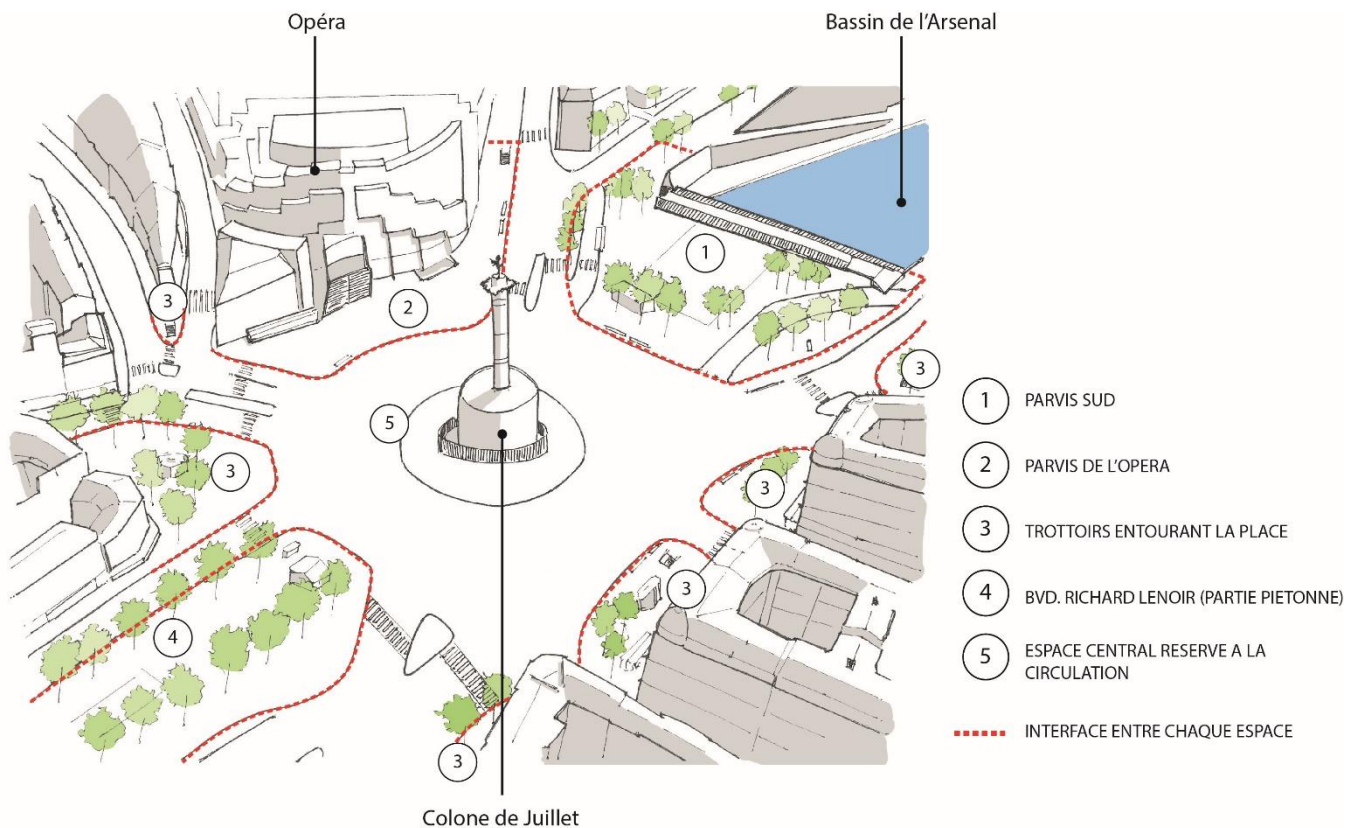 Opéra
Bassin de l'Arsenal
1
2
3
3
5
3
3
3
4
3
Colone de Juillet
1 PARVIS SUD
2 PARVIS DE L'OPERA
3 TROTTOIRS ENTOURANT LA PLACE
4 BVD. RICHARD LENOIR (PARTIE PIETONNE)
5 ESPACE CENTRAL RESERVE A LA
CIRCULATION
INTERFACE ENTRE CHAQUE ESPACE